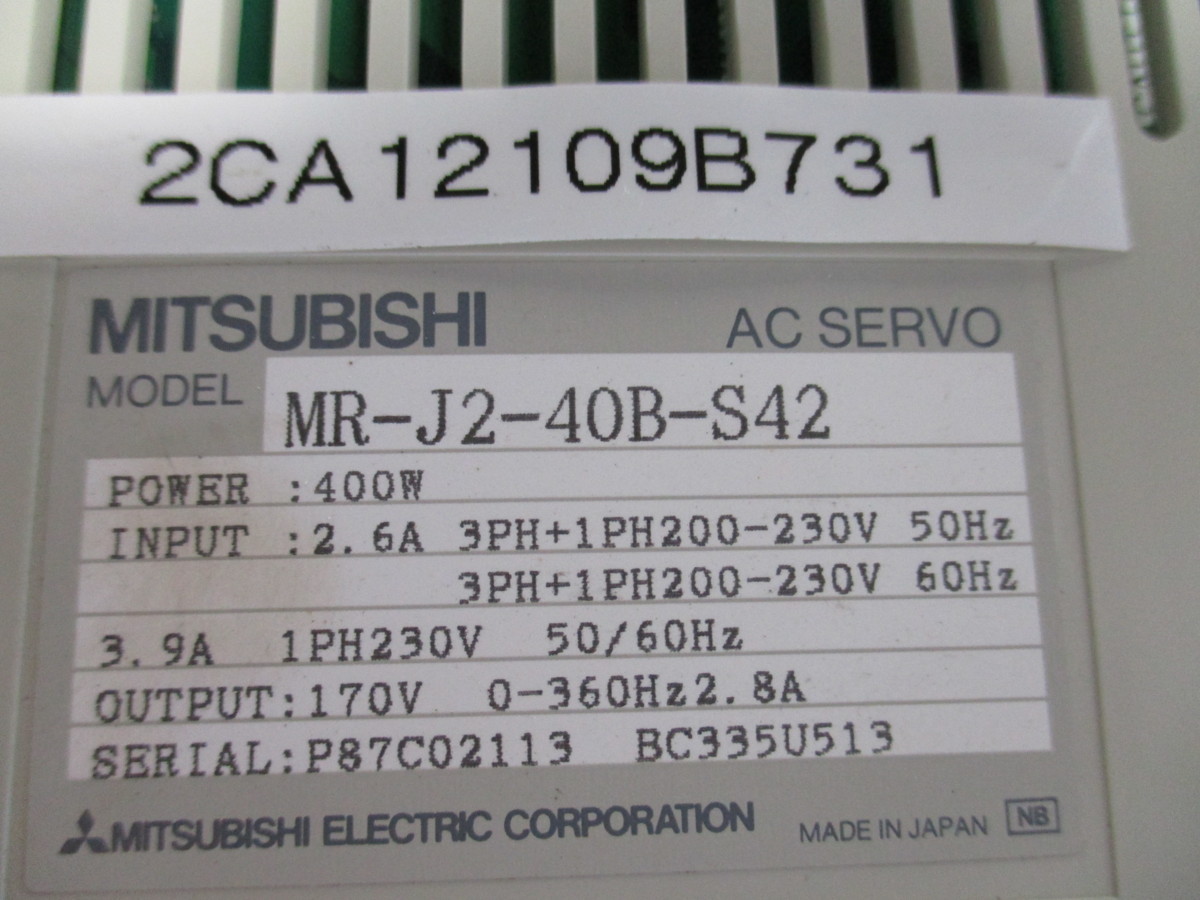 2CA12109B731
MITSUBISHI AC SERVO
MODEL MR-J2-40B-S42
POWER :400W
INPUT :2.6A 3PH+1PH200-230V 50Hz
3PH+1PH200-230V 60Hz
3.9A 1PH230V 50/60Hz
OUTPUT:170V 0-360Hz2.8A
SERIAL:P87C02113 BC335U513
MITSUBISHI ELECTRIC CORPORATION MADE IN JAPAN NB